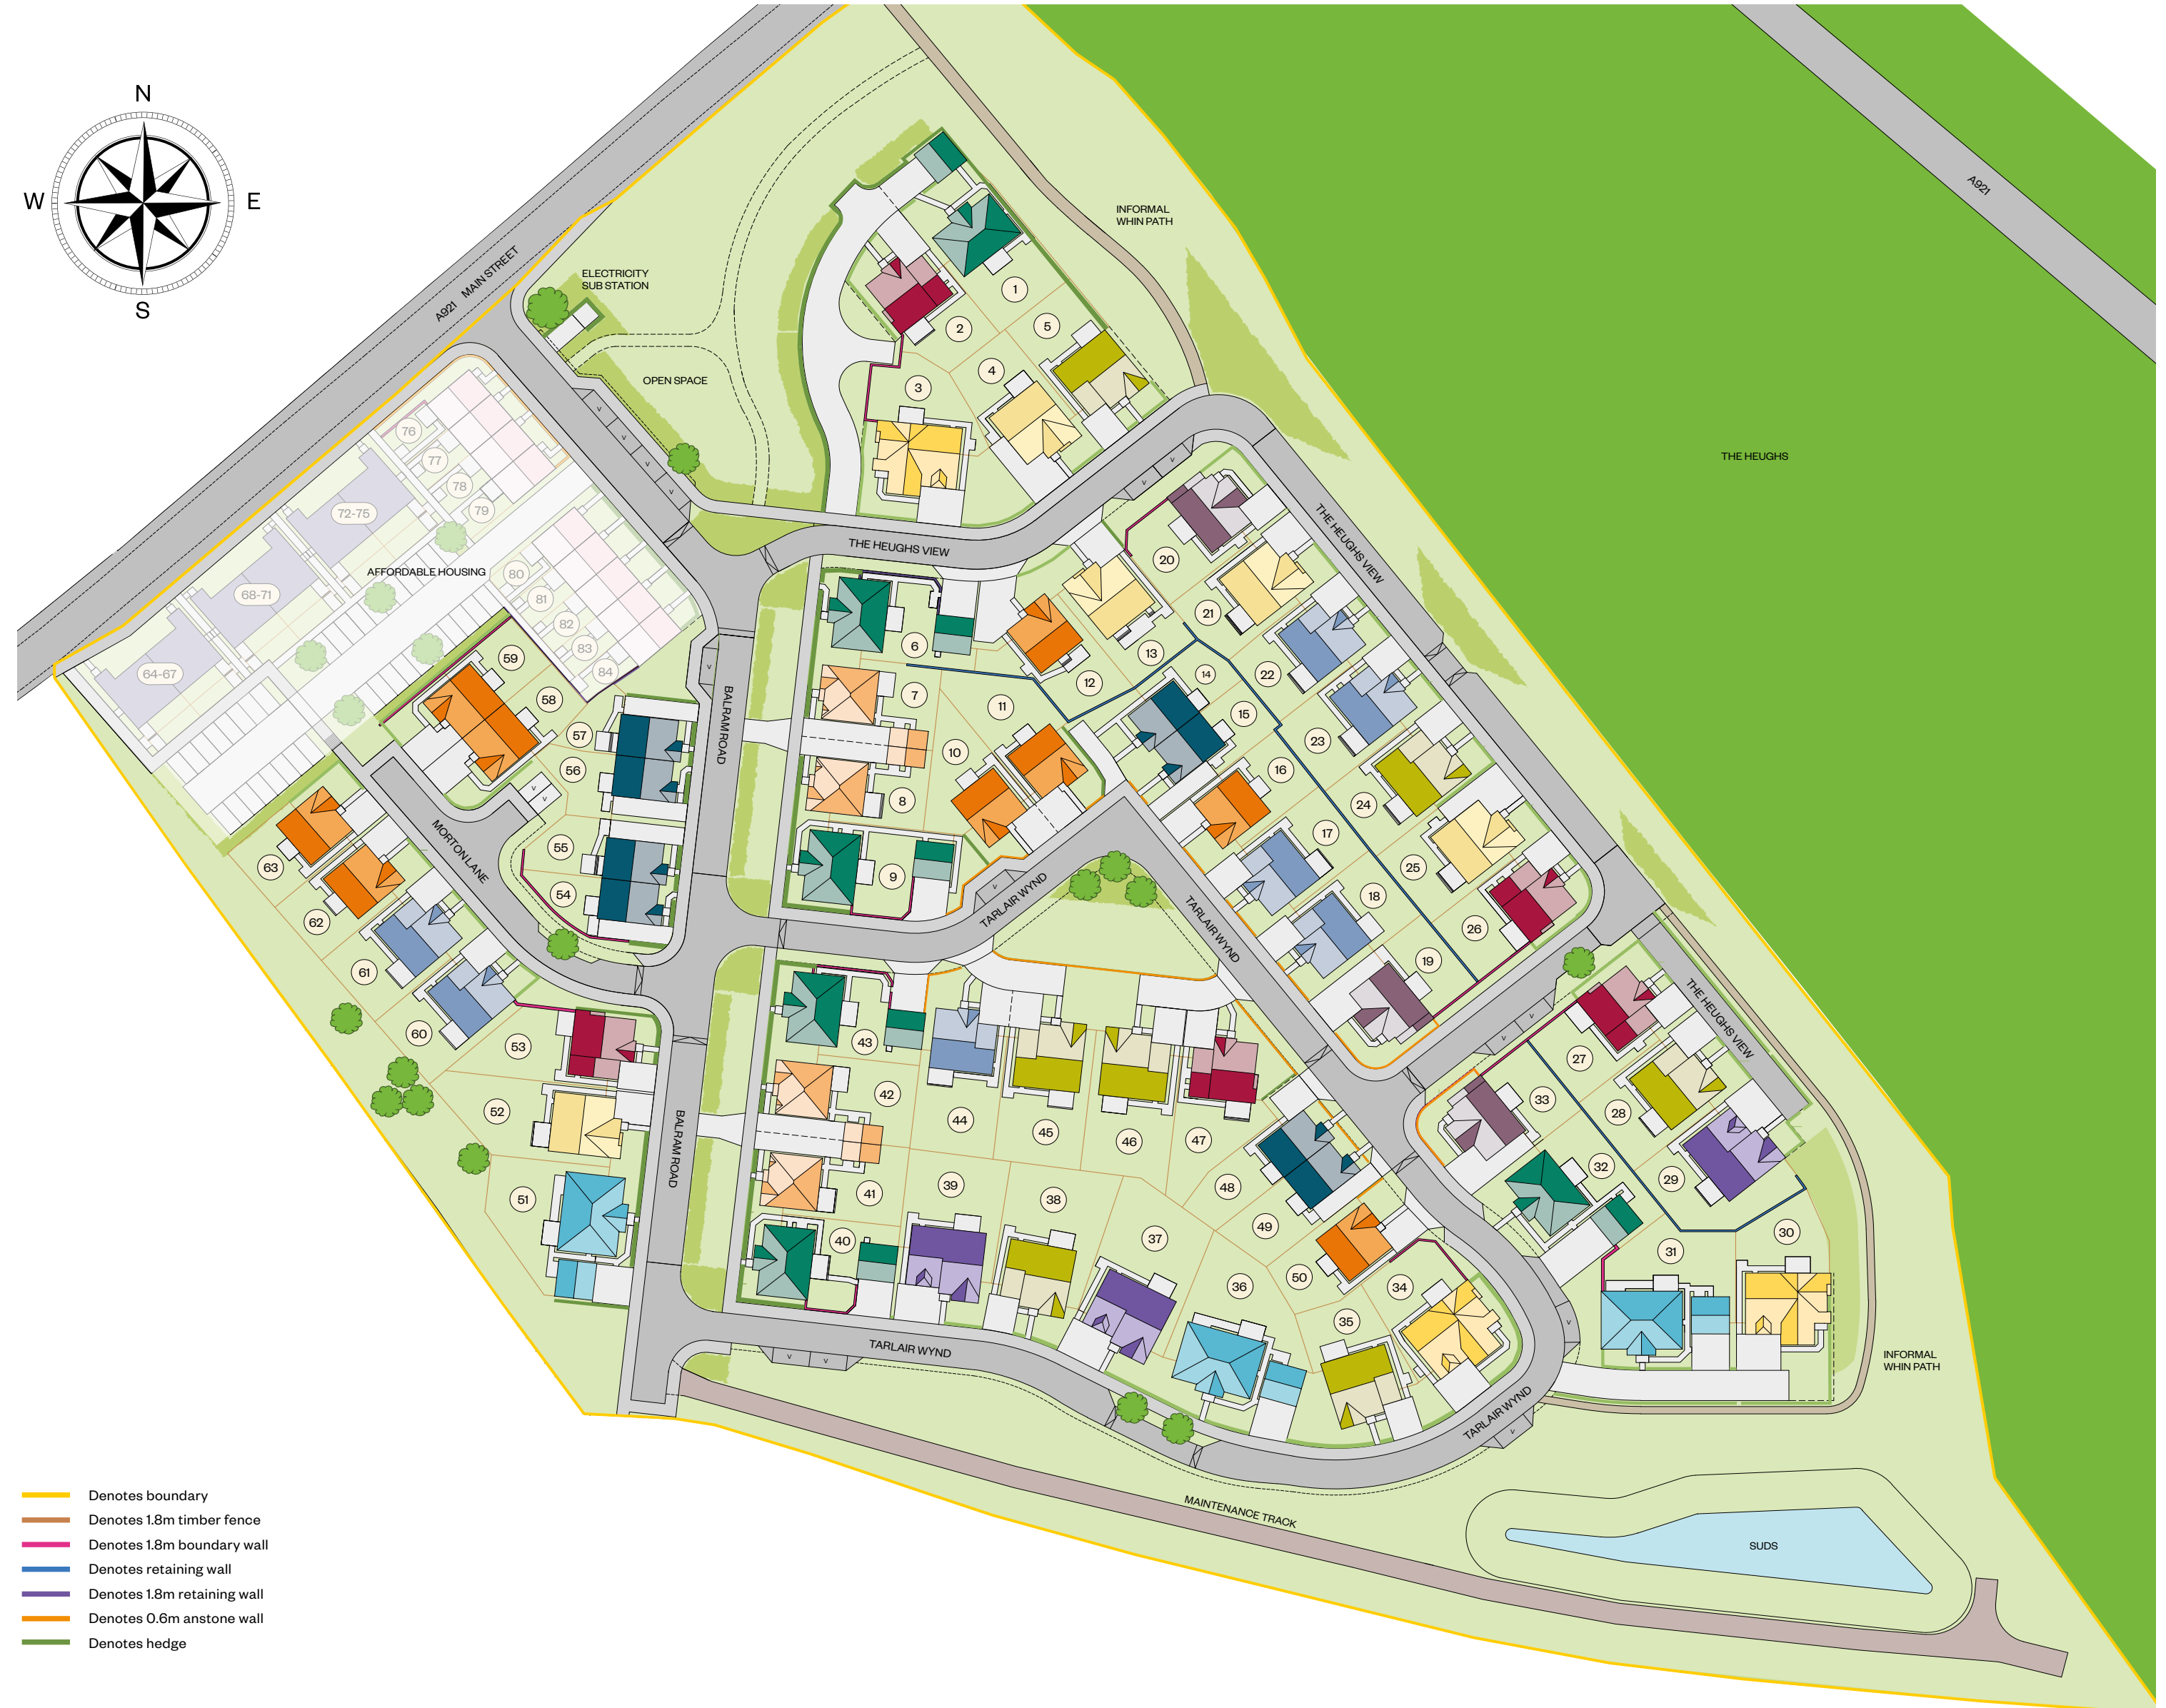 N
W
E
S
A921
A921 MAIN STREET
ELECTRICITY
SUB STATION
INFORMAL
WHIN PATH
OPEN SPACE
THE HEUGHS
1
2
5
4
3
76
77
78
79
72-75
AFFORDABLE HOUSING
80
81
82
83
84
68-71
64-67
THE HEUGHS VIEW
THE HEUGHS VIEW
V
V
V
V
V
V
V
20
21
22
23
24
25
26
6
7
8
9
10
11
12
13
14
15
16
17
18
19
59
58
57
56
55
54
V
V
BALRAM ROAD
MORTON LANE
63
62
61
60
53
52
51
TARLAIR WYND
V
TARLAIR WYND
V
V
THE HEUGHS VIEW
27
28
29
30
31
32
33
BALRAM ROAD
43
42
41
40
44
45
46
47
48
49
50
39
38
37
36
35
34
V
TARLAIR WYND
V
V
TARLAIR WYND
V
INFORMAL
WHIN PATH
MAINTENANCE TRACK
SUDS
Denotes boundary
Denotes 1.8m timber fence
Denotes 1.8m boundary wall
Denotes retaining wall
Denotes 1.8m retaining wall
Denotes 0.6m anstone wall
Denotes hedge